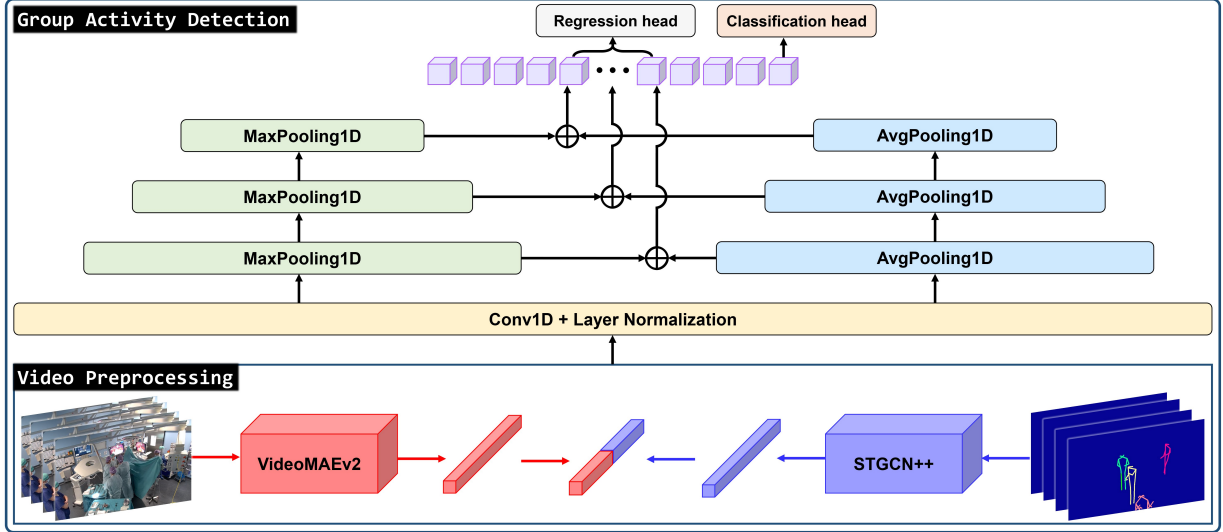 Group Activity Detection
Regression head
Classification head
MaxPooling1D
AvgPooling1D
MaxPooling1D
AvgPooling1D
MaxPooling1D
AvgPooling1D
Conv1D + Layer Normalization
Video Preprocessing
VideoMAEv2
STGCN++